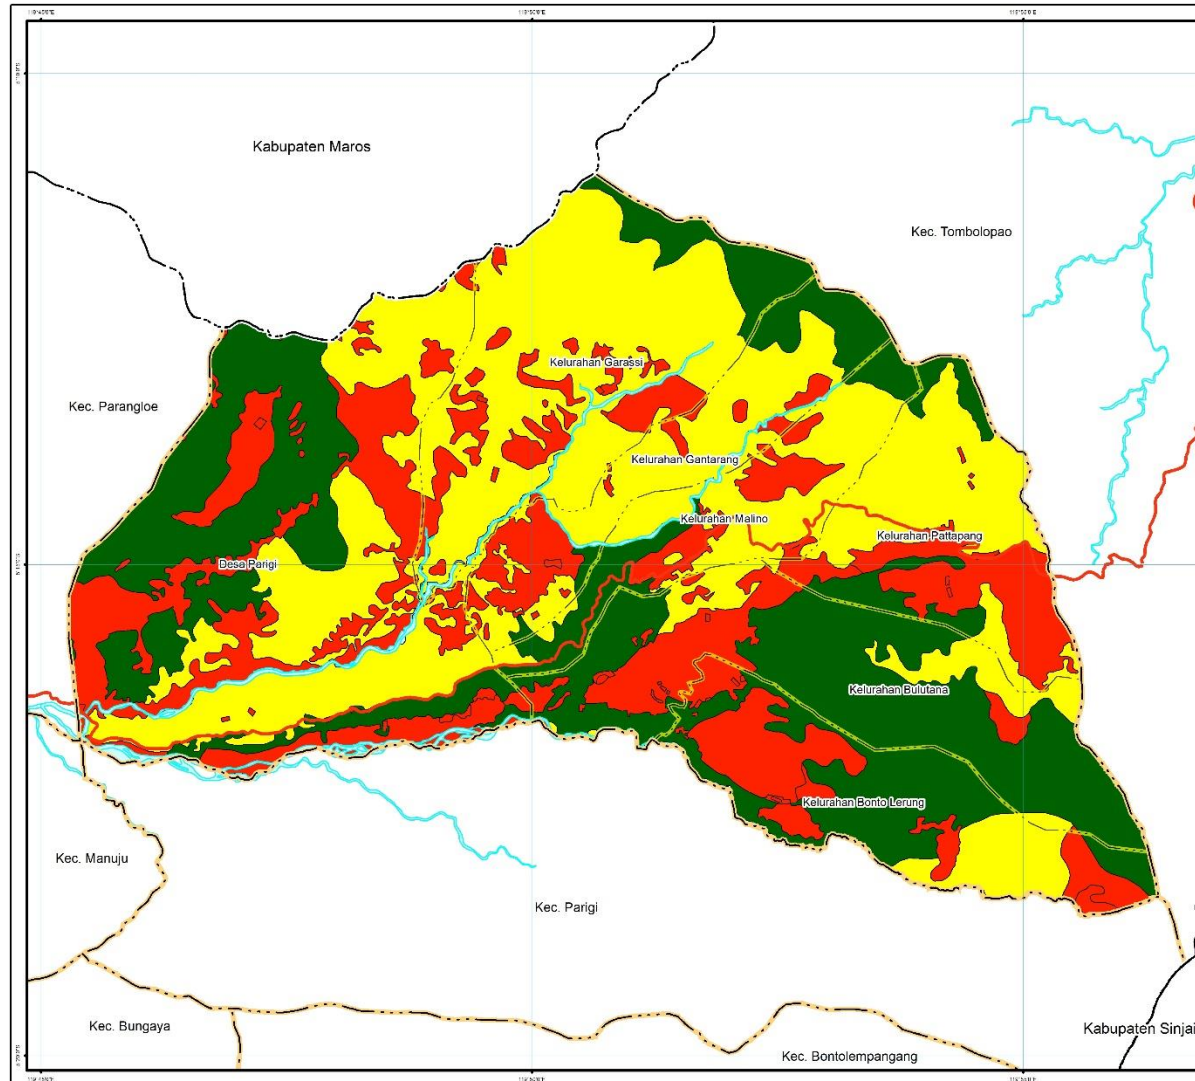 Kabupaten Maros
Kec. Tombolopao
Kelurahan Garassi
Kec. Parangloe
Kelurahan Gantarang
Kelurahan Malino
Kelurahan Pattapang
Desa Parigi
Kelurahan Bulutana
Kelurahan Bonto Lerung
Kec. Manuju
Kec. Parigi
Kec. Bungaya
Kabupaten Sinjai
Kec. Bontolempangang